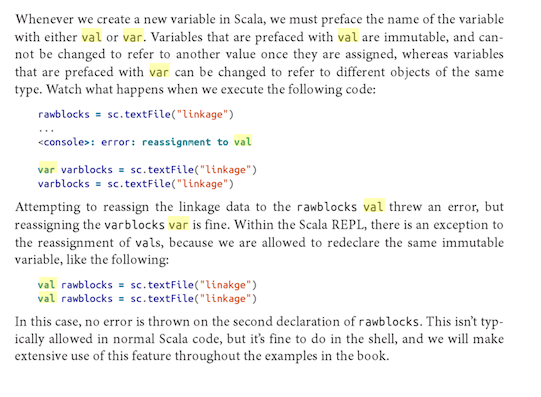 Whenever we create a new variable in Scala, we must preface the name of the variable
with either val or var. Variables that are prefaced with val are immutable, and can-
not be changed to refer to another value once they are assigned, whereas variables
that are prefaced with var can be changed to refer to different objects of the same
type. Watch what happens when we execute the following code:
rawblocks = sc.textFile("linkage")
...
<console>: error: reassignment to val
var varblocks = sc.textFile("linkage")
varblocks = sc.textFile("linkage")
Attempting to reassign the linkage data to the rawblocks val threw an error, but
reassigning the varblocks var is fine. Within the Scala REPL, there is an exception to
the reassignment of vals, because we are allowed to redeclare the same immutable
variable, like the following:
val rawblocks = sc.textFile("linakge")
val rawblocks = sc.textFile("linkage")
In this case, no error is thrown on the second declaration of rawblocks. This isn't typ-
ically allowed in normal Scala code, but it's fine to do in the shell, and we will make
extensive use of this feature throughout the examples in the book.